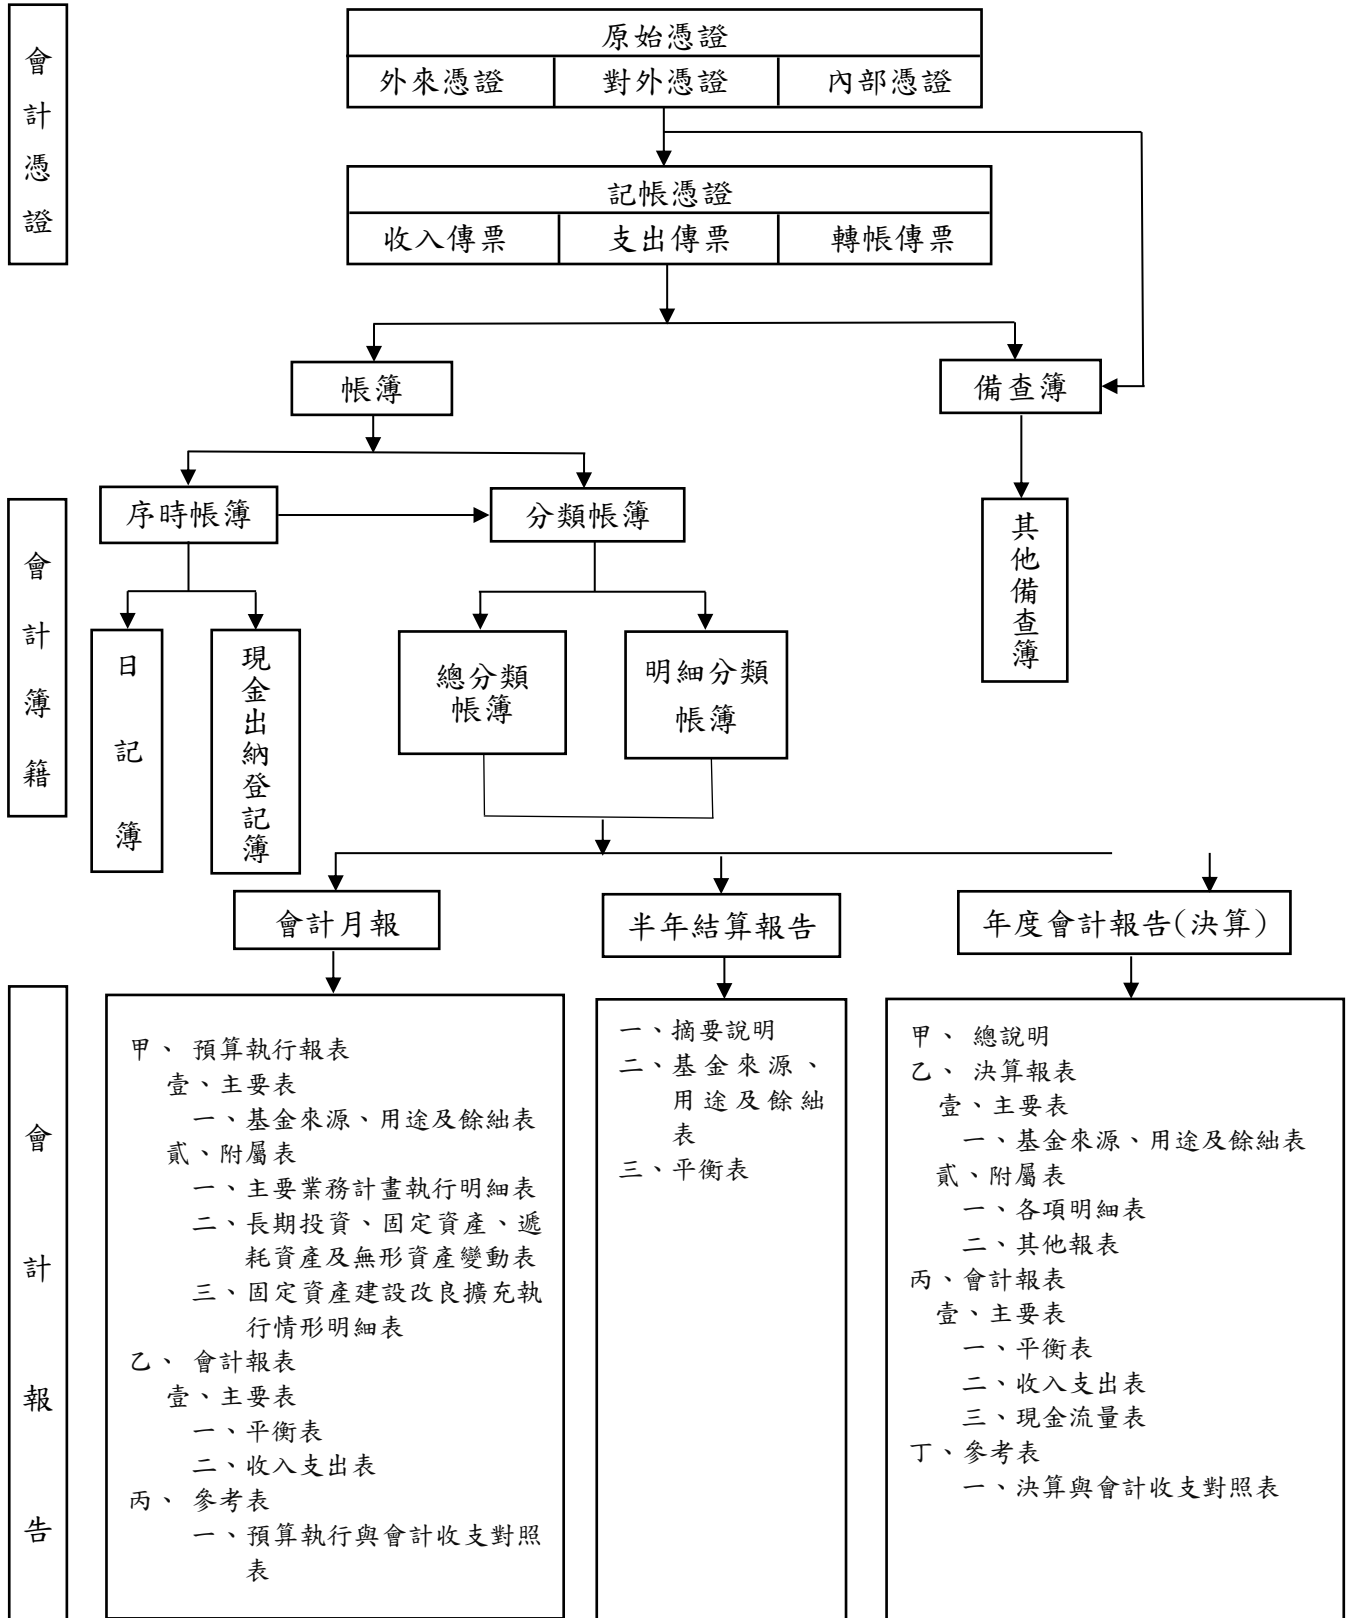 會計憑證
原始憑證
外來憑證 對外憑證 內部憑證
記帳憑證
收入傳票 支出傳票 轉帳傳票
會計簿籍
帳簿
備查簿
序時帳簿
分類帳簿
其他備查簿
日記簿
現金出納登記簿
總分類
帳簿
明細分類
帳簿
會計報告
會計月報
半年結算報告
年度會計報告(決算)
甲、 預算執行報表
壹、主要表
一、基金來源、用途及餘絀表
貳、附屬表
一、主要業務計畫執行明細表
二、長期投資、固定資產、遞
耗資產及無形資產變動表
三、固定資產建設改良擴充執
行情形明細表
乙、 會計報表
壹、主要表
一、平衡表
二、收入支出表
丙、 參考表
一、預算執行與會計收支對照
表
一、摘要說明
二、基金來源、
用途及餘絀
表
三、平衡表
甲、 總說明
乙、 決算報表
壹、主要表
一、基金來源、用途及餘絀表
貳、附屬表
一、各項明細表
二、其他報表
丙、會計報表
壹、主要表
一、平衡表
二、收入支出表
三、現金流量表
丁、參考表
一、決算與會計收支對照表